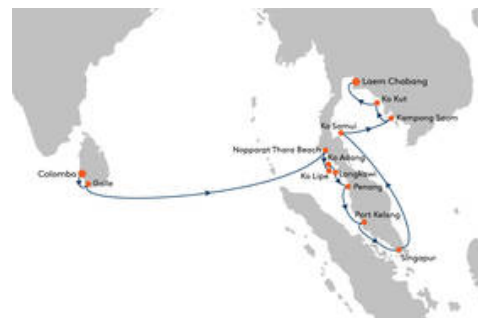 Laem Chabang
Ko Kut
Kampong Saom
Ko Samui
Nopparat Thara Beach
Ko Adang
Colombo
Galle
Ko Lipe
Langkawi
Penang
Port Kelang
Singapur